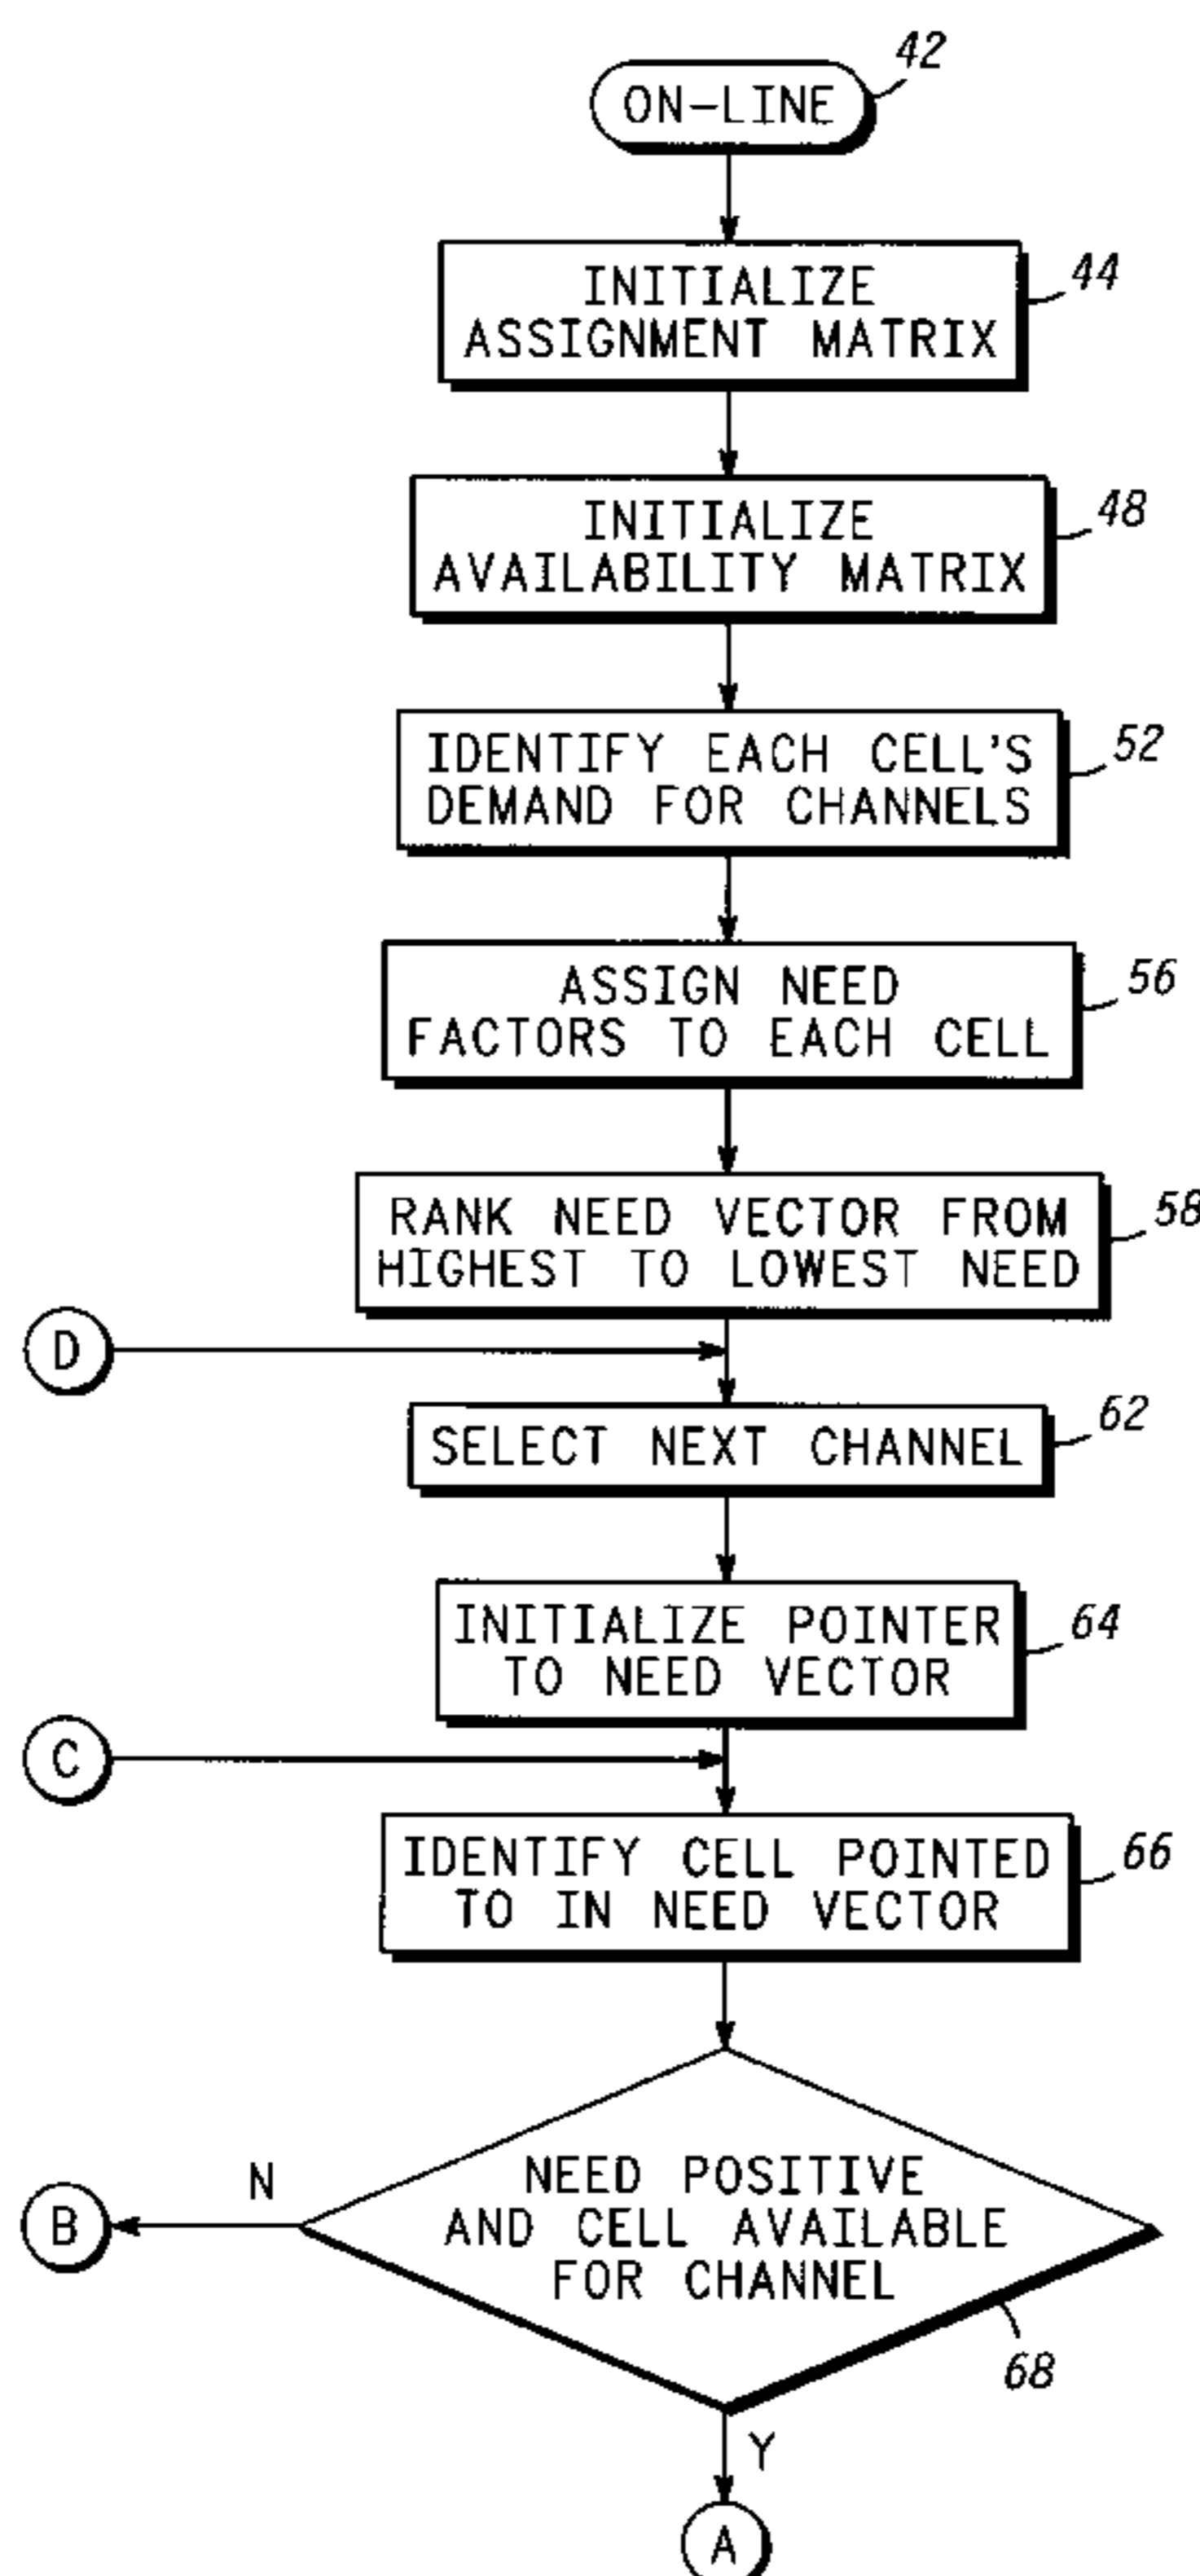 42
ON-LINE
44
INITIALIZE
ASSIGNMENT MATRIX
48
INITIALIZE
AVAILABILITY MATRIX
52
IDENTIFY EACH CELL'S
DEMAND FOR CHANNELS
56
ASSIGN NEED
FACTORS TO EACH CELL
58
RANK NEED VECTOR FROM
HIGHEST TO LOWEST NEED
D
62
SELECT NEXT CHANNEL
64
INITIALIZE POINTER
TO NEED VECTOR
C
66
IDENTIFY CELL POINTED
TO IN NEED VECTOR
N
B
NEED POSITIVE
AND CELL AVAILABLE
FOR CHANNEL
68
Y
A